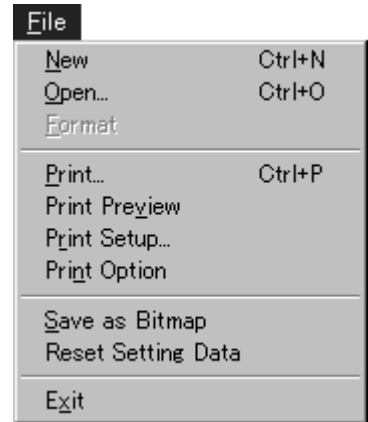 File
New Ctrl+N
Open... Ctrl+O
Format
Print... Ctrl+P
Print Preview
Print Setup...
Print Option
Save as Bitmap
Reset Setting Data
Exit